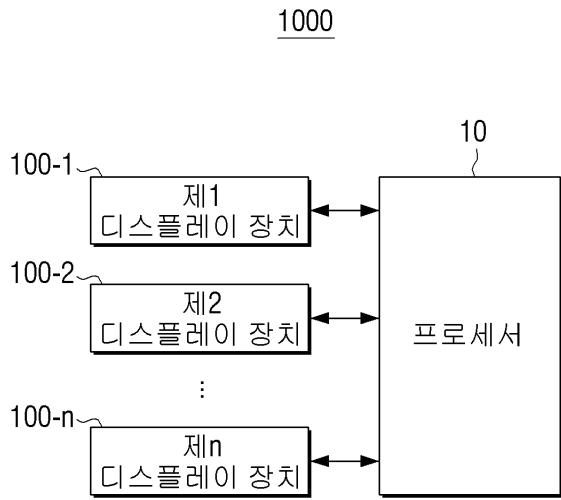 1000
10
100-1
제1
디스플레이 장치
100-2
제2
디스플레이 장치
프로세서
⋮
100-n
제n
디스플레이 장치